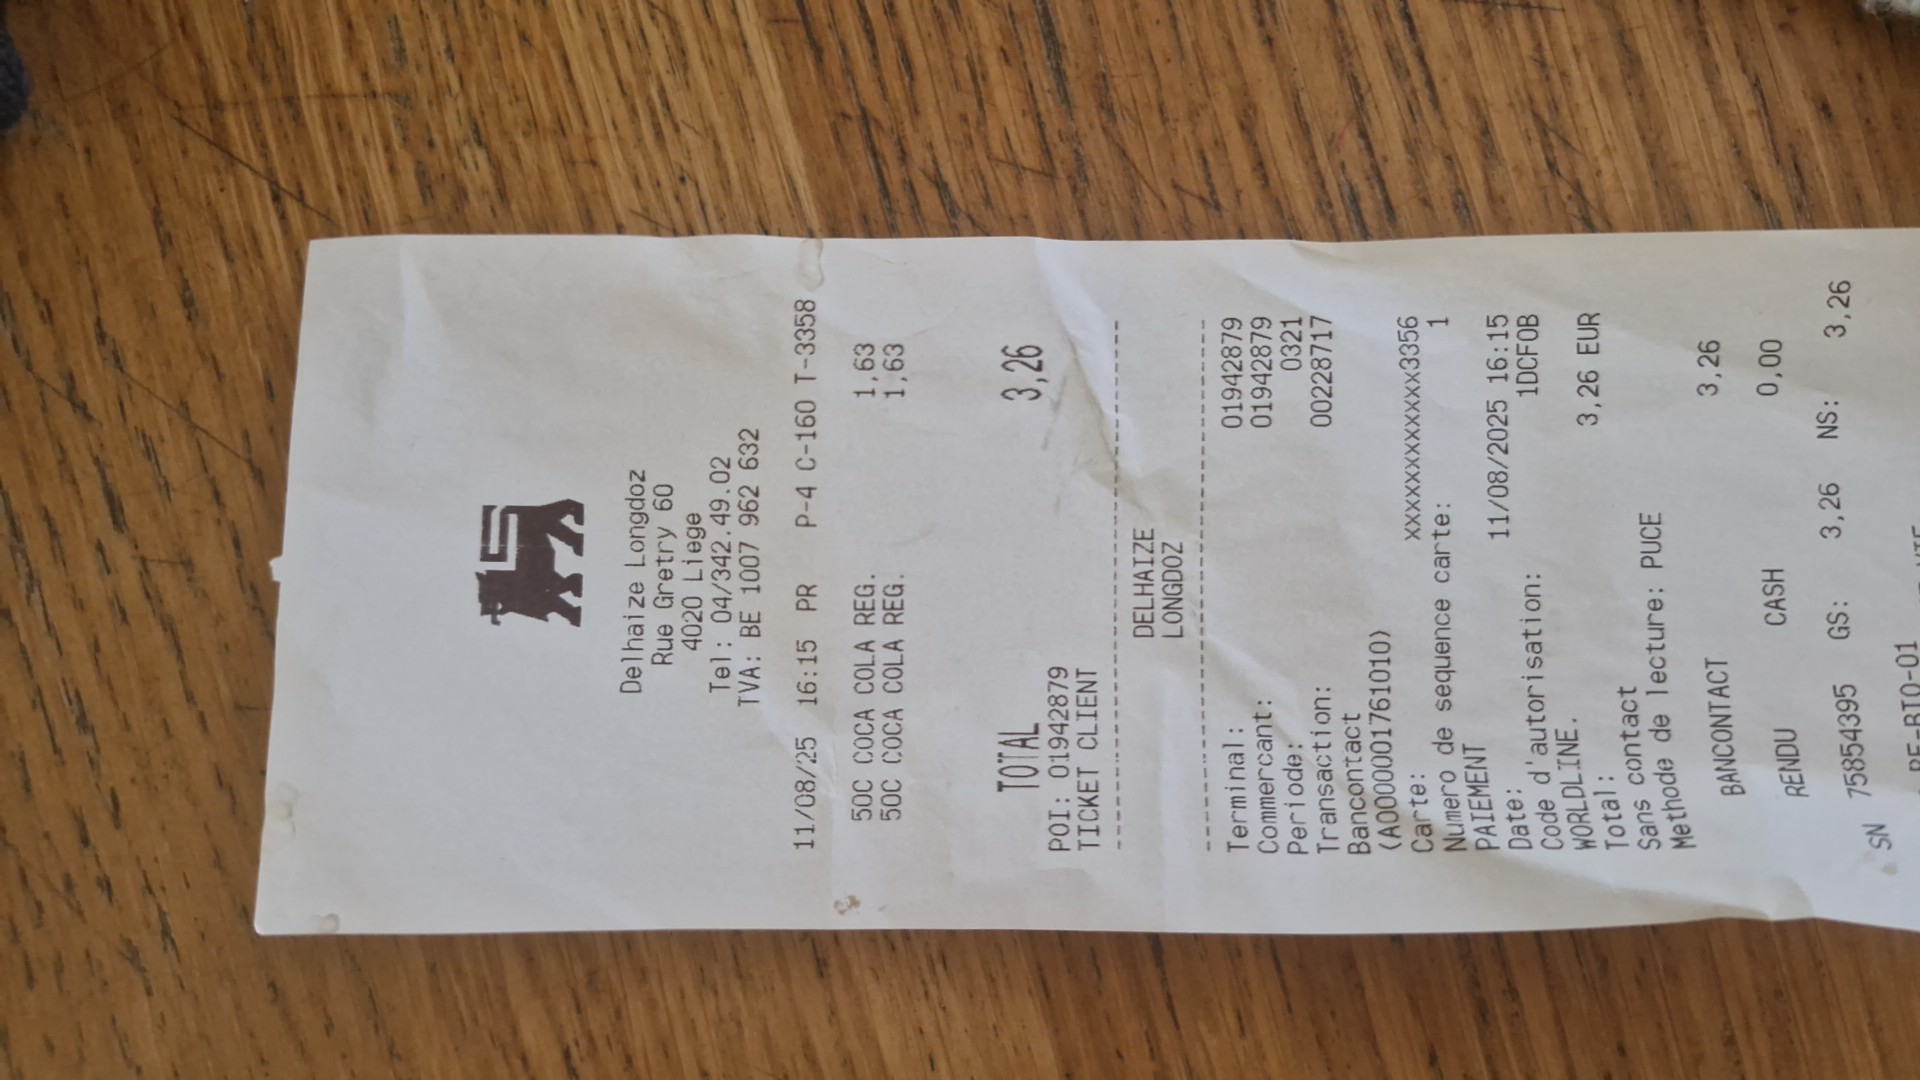 Delhaize Longdoz
Rue Gretry 60
4020 Liege
Tel: 04/342.49.02
TVA: BE 1007 962 632
11/08/25 16:15 PR P-4 C-160 T-3358
50C COCA COLA REG. 1,63
50C COCA COLA REG. 1,63
TOTAL 3,26
POI: 01942879
TICKET CLIENT
DELHAIZE
LONGDOZ
Terminal: 01942879
Commercant: 01942879
Periode: 0321
Transaction: 00228717
Bancontact
(A0000001761010)
Carte: xxxxxxxxxxxxx3356
Numero de sequence carte: 1
PAIEMENT
Date: 11/08/2025 16:15
Code d'autorisation: 1DCF0B
WORLDLINE.
Total: 3,26 EUR
Sans contact
Methode de lecture: PUCE
BANCONTACT 3,26
RENDU CASH 0,00
758554395 GS: 3,26 NS: 3,26
SN